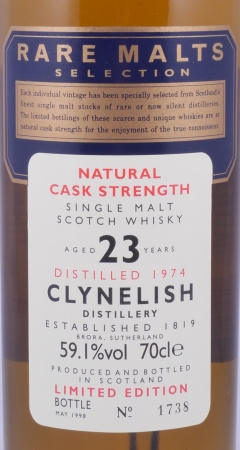 RARE MALTS
SELECTION
Each individual vintage has been specially selected from Scotland's
finest single malt stocks of rare or now silent distilleries.
The limited bottlings of these scarce and unique whiskies are at
natural cask strength for the enjoyment of the true connoisseur.
NATURAL
CASK STRENGTH
SINGLE MALT
SCOTCH WHISKY
AGED 23 YEARS
DISTILLED 1974
CLYNELISH
DISTILLERY
ESTABLISHED 1819
BRORA, SUTHERLAND
59.1%vol 70cl e
PRODUCED AND BOTTLED
IN SCOTLAND
LIMITED EDITION
BOTTLE Nº 1738
MAY 1998